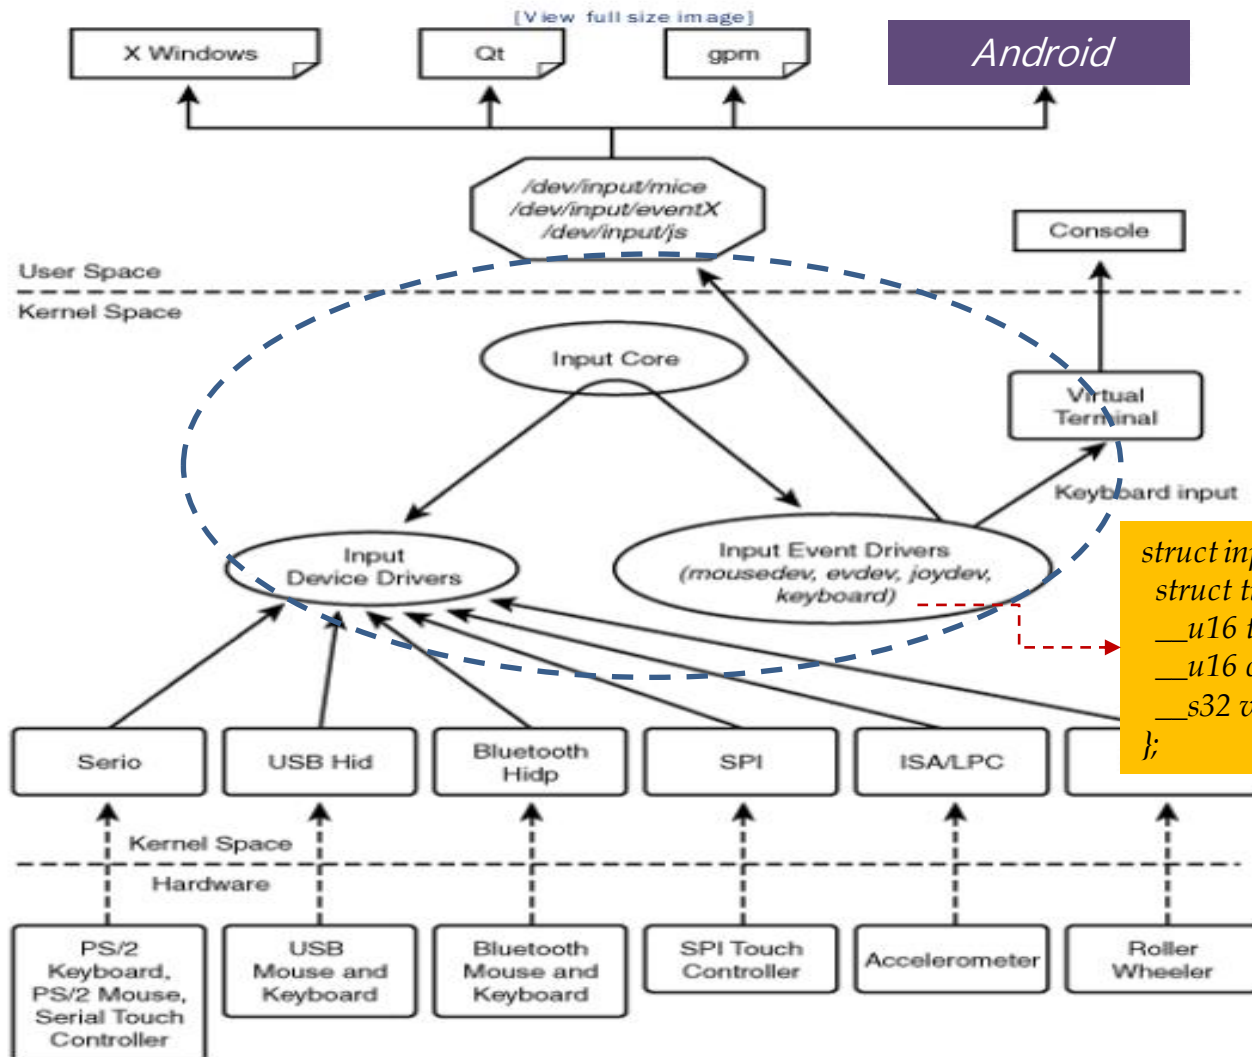 [View full size image]
X Windows
Qt
gpm
Android
/dev/input/mice
/dev/input/eventX
/dev/input/js
Console
User Space
Kernel Space
Input Core
Virtual
Terminal
Keyboard input
Input
Device Drivers
Input Event Drivers
(mousedev, evdev, joydev,
keyboard)
struct
struct
__u16
__u16
__s32
};
Serio
USB Hid
Bluetooth
Hidp
SPI
ISA/LPC
Kernel Space
Hardware
PS/2
Keyboard,
PS/2 Mouse,
Serial Touch
Controller
USB
Mouse and
Keyboard
Bluetooth
Mouse and
Keyboard
SPI Touch
Controller
Accelerometer
Roller
Wheeler